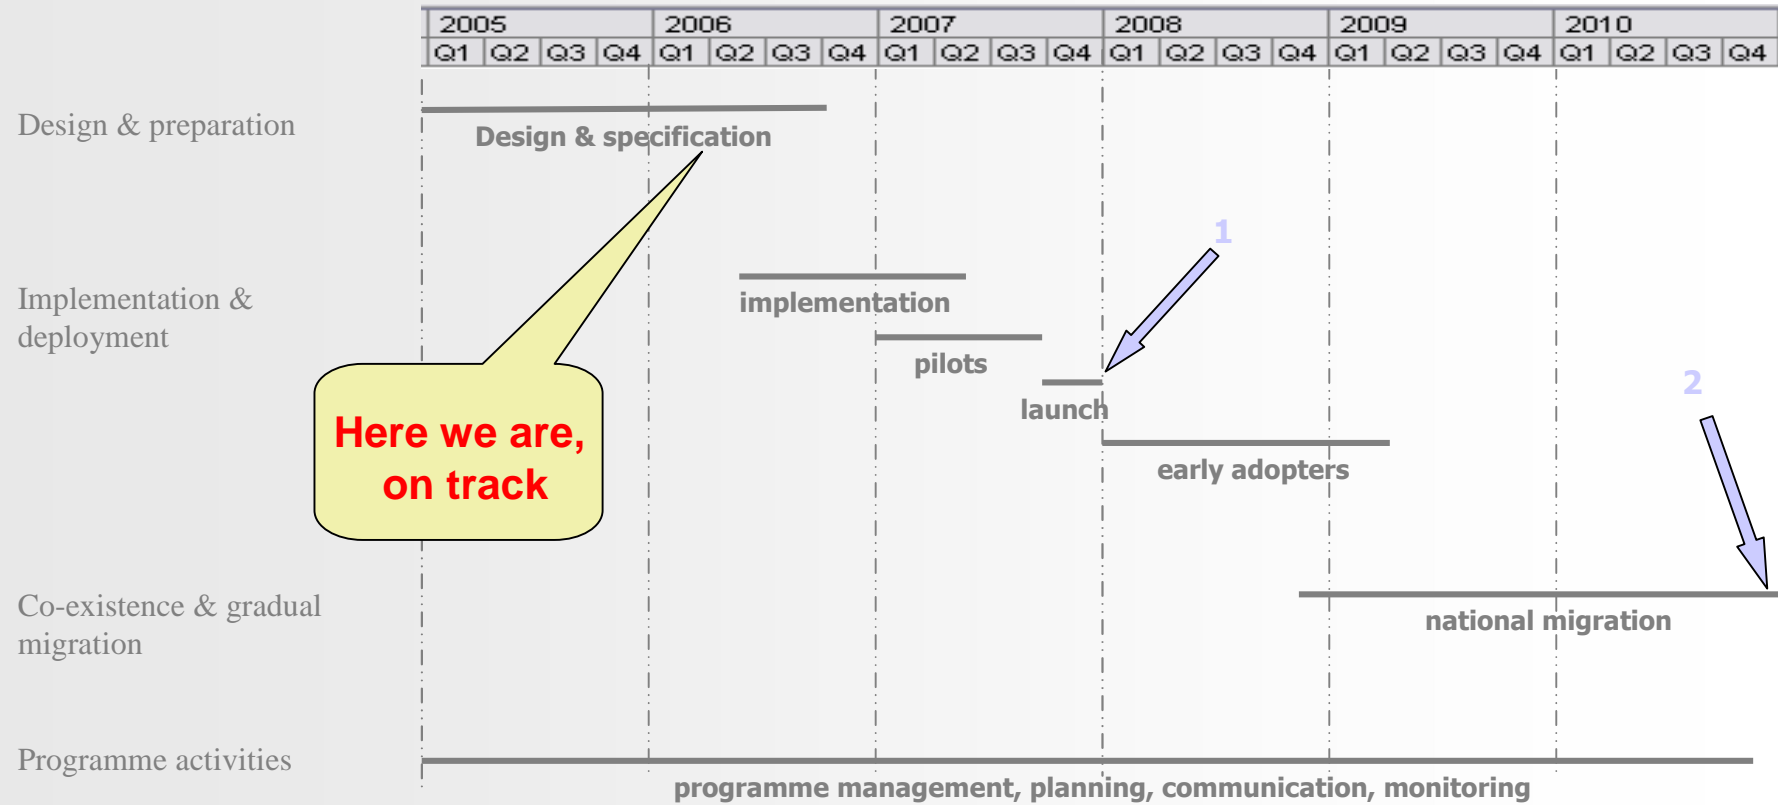 2005 2006 2007 2008 2009 2010
Q1 Q2 Q3 Q4 Q1 Q2 Q3 Q4 Q1 Q2 Q3 Q4 Q1 Q2 Q3 Q4 Q1 Q2 Q3 Q4 Q1 Q2 Q3 Q4
Design & preparation
Design & specification
1
Implementation &
deployment
implementation
pilots
launch
2
Here we are,
on track
early adopters
Co-existence & gradual
migration
national migration
Programme activities
programme management, planning, communication, monitoring